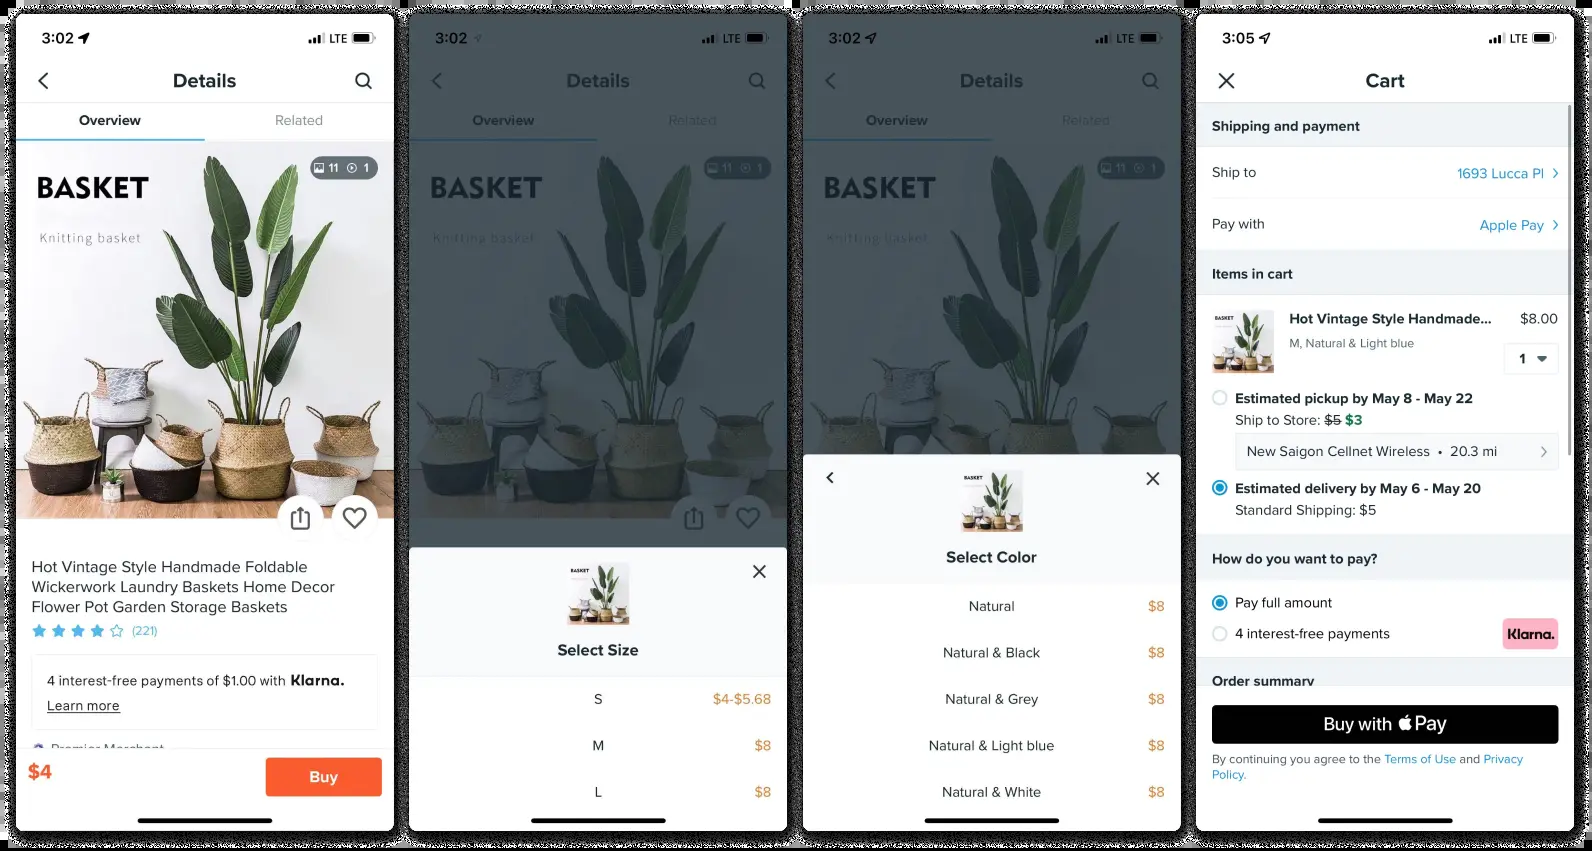 3:02
LTE
Details
Overview
Related
11 1
BASKET
Knitting basket
Hot Vintage Style Handmade Foldable
Wickerwork Laundry Baskets Home Decor
Flower Pot Garden Storage Baskets
(221)
4 interest-free payments of $1.00 with Klarna.
Learn more
Premier Merchant
$4
Buy
3:02
LTE
Details
Overview
Related
11 1
BASKET
Knitting basket
BASKET
Select Size
S $4-$5.68
M $8
L $8
3:02
LTE
Details
Overview
Related
11 1
BASKET
Knitting basket
BASKET
Select Color
Natural $8
Natural & Black $8
Natural & Grey $8
Natural & Light blue $8
Natural & White $8
3:05
LTE
Cart
Shipping and payment
Ship to 1693 Lucca Pl
Pay with Apple Pay
Items in cart
BASKET
Hot Vintage Style Handmade... $8.00
M, Natural & Light blue
1
Estimated pickup by May 8 - May 22
Ship to Store: $5 $3
New Saigon Cellnet Wireless • 20.3 mi
Estimated delivery by May 6 - May 20
Standard Shipping: $5
How do you want to pay?
Pay full amount
4 interest-free payments Klarna.
Order summary
Buy with Pay
By continuing you agree to the Terms of Use and Privacy
Policy.